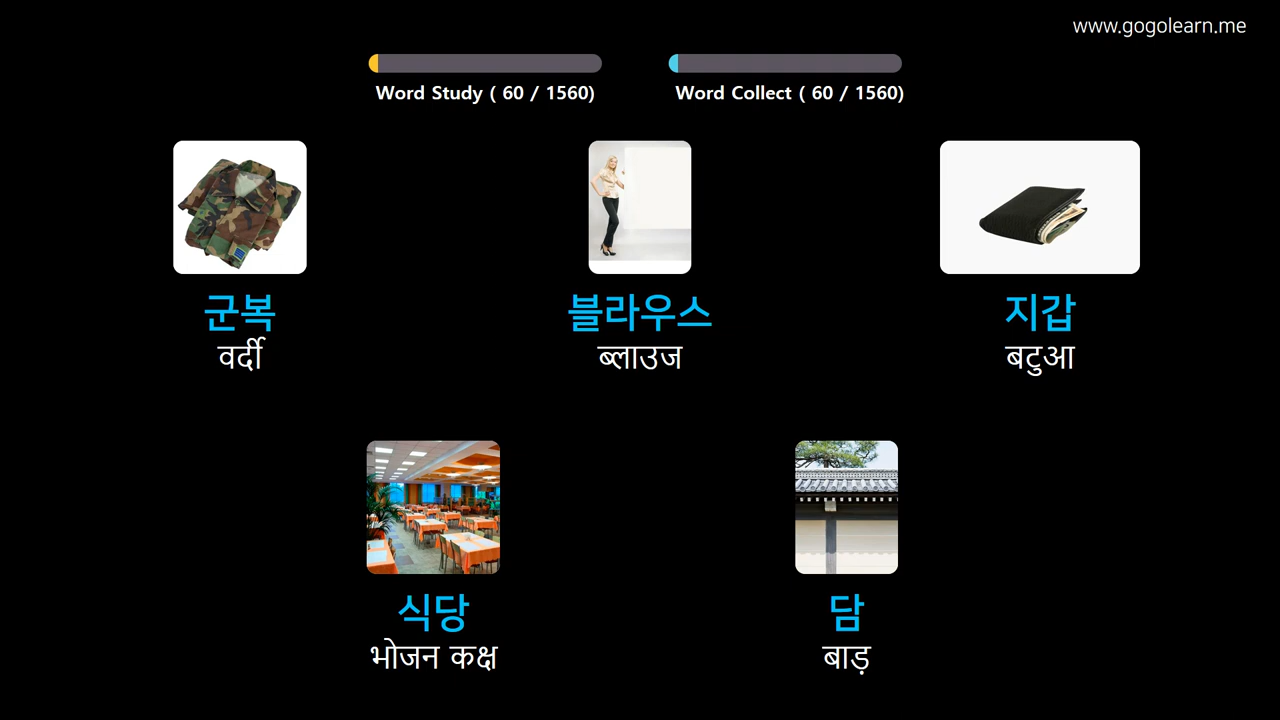 www.gogolearn.me
Word Study ( 60 / 1560)
Word Collect ( 60 / 1560)
군복
वर्दी
블라우스
ब्लाउज
지갑
बटुआ
식당
भोजन कक्ष
담
बाड़